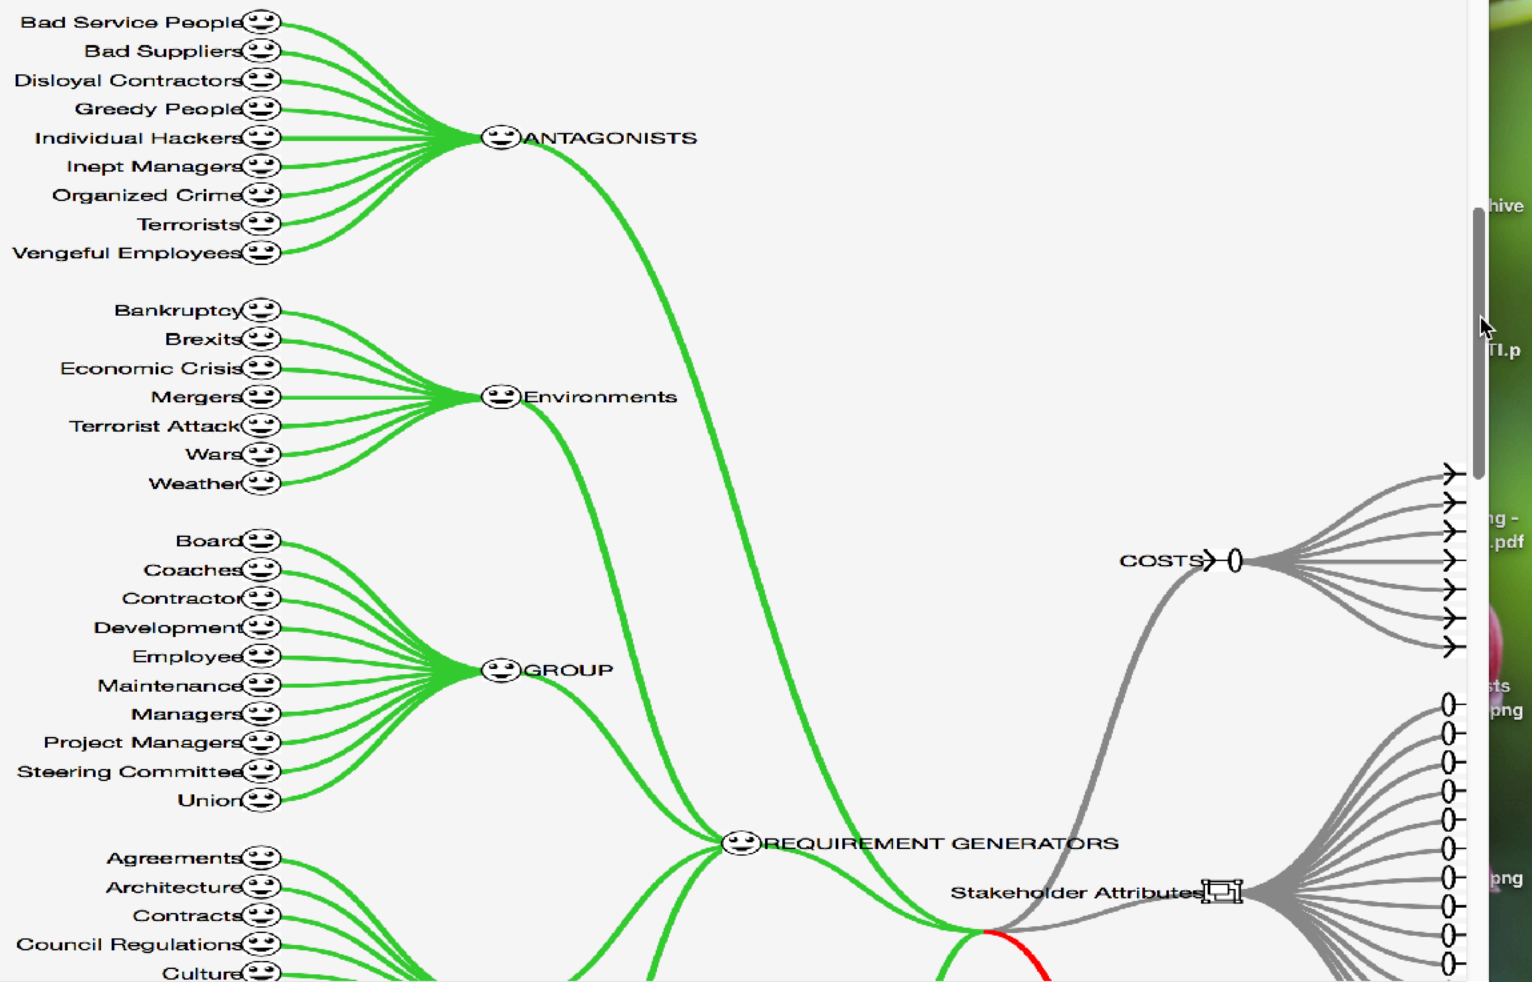 Bad Service People
Bad Suppliers
Disloyal Contractors
Greedy People
Individual Hackers
Inept Managers
Organized Crime
Terrorists
Vengeful Employees
ANTAGONISTS
Bankruptcy
Brexits
Economic Crisis
Mergers
Terrorist Attack
Wars
Weather
Environments
Board
Coaches
Contractor
Development
Employee
Maintenance
Managers
Project Managers
Steering Committee
Union
GROUP
Agreements
Architecture
Contracts
Council Regulations
Culture
REQUIREMENT GENERATORS
COSTS
Stakeholder Attributes
hive
TI.p
ng -
.pdf
sts
png
png